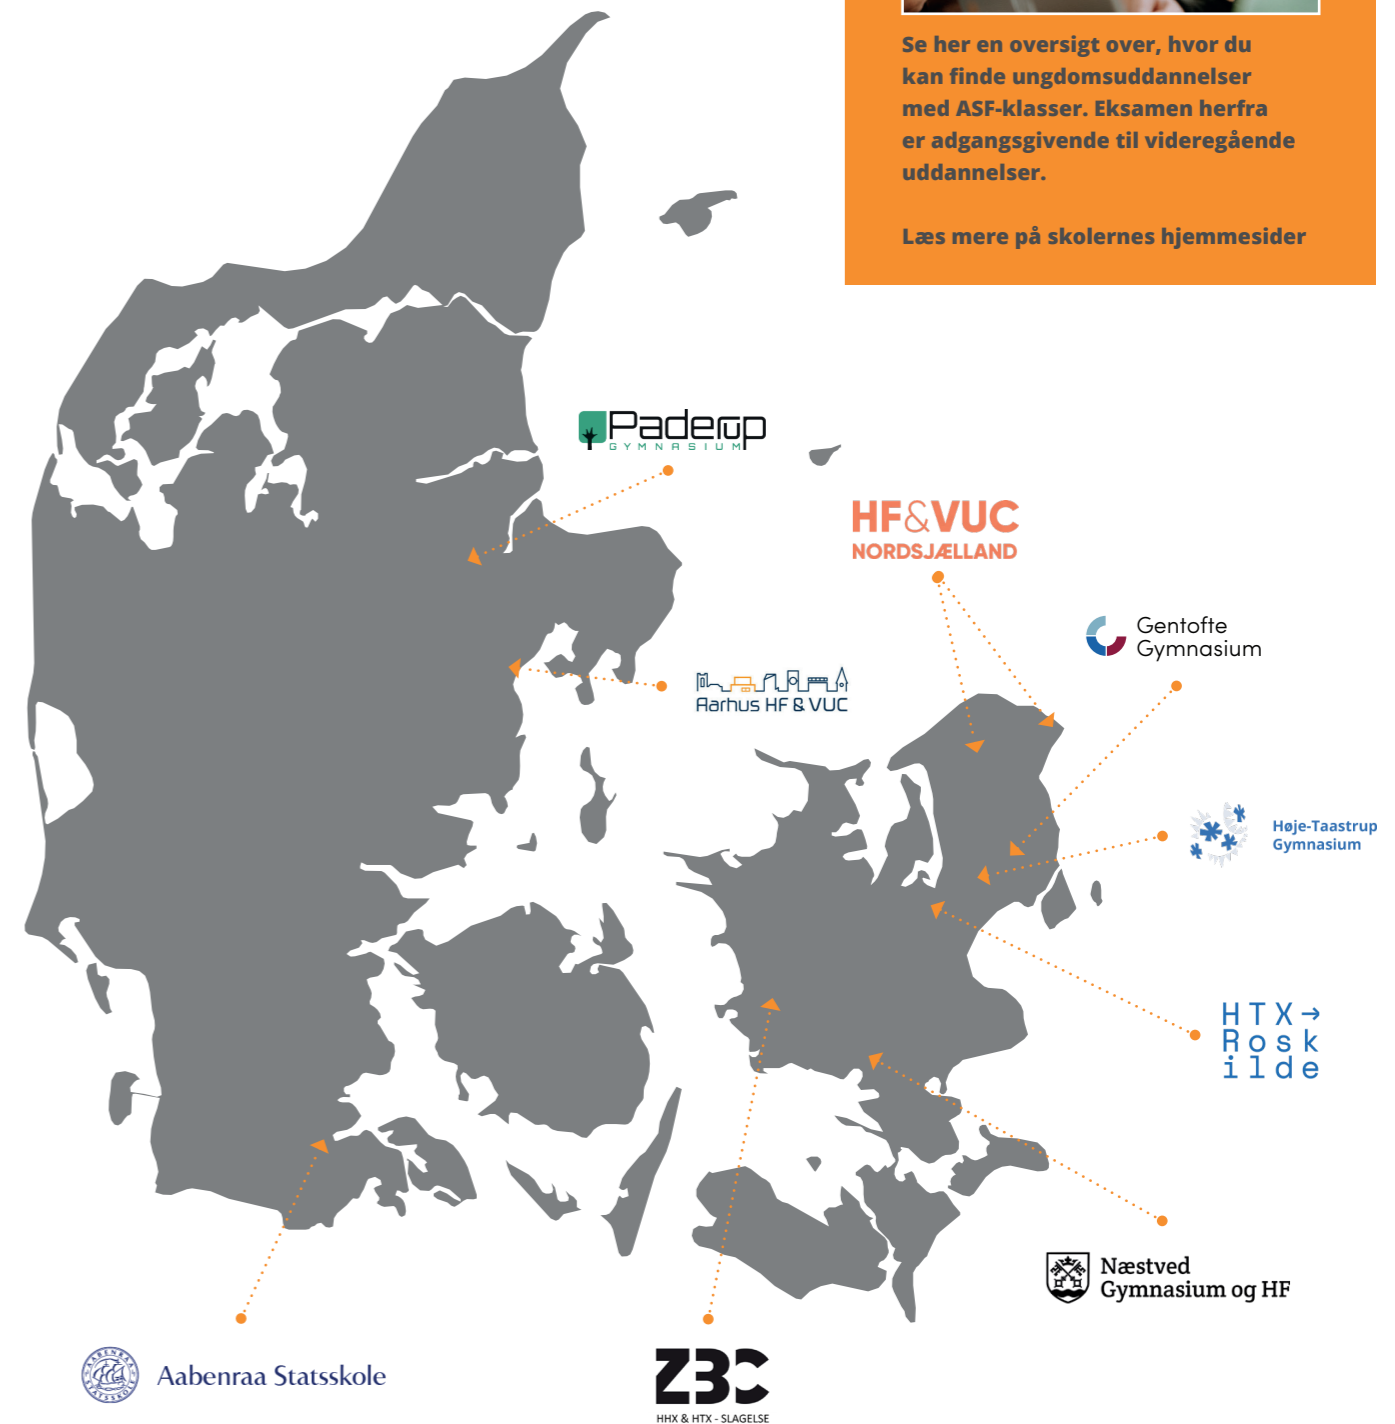 Se her en oversigt over, hvor du
kan finde ungdomsuddannelser
med ASF-klasser. Eksamen herfra
er adgangsgivende til videregående
uddannelser.
Læs mere på skolernes hjemmesider
Paderup
GYMNASIUM
HF&VUC
NORDSJÆLLAND
Gentofte
Gymnasium
Aarhus HF & VUC
Høje-Taastrup
Gymnasium
HTX→
Rosk
ilde
Næstved
Gymnasium og HF
AABENRAA
STATSSKOLE
Aabenraa Statsskole
ZBC
HHX & HTX - SLAGELSE